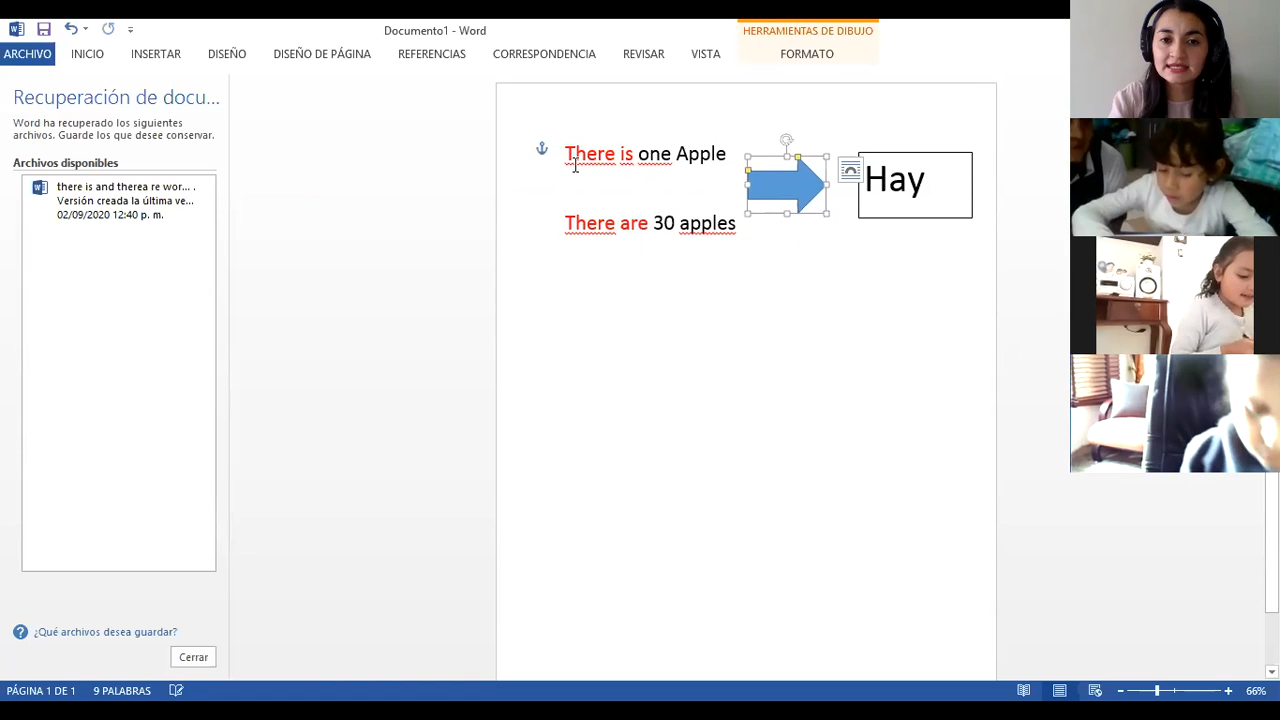 Documento1 - Word
HERRAMIENTAS DE DIBUJO
ARCHIVO INICIO INSERTAR DISEÑO DISEÑO DE PÁGINA REFERENCIAS CORRESPONDENCIA REVISAR VISTA FORMATO
Recuperación de docu...
Word ha recuperado los siguientes
archivos. Guarde los que desee conservar.
Archivos disponibles
there is and therea re wor... .
Versión creada la última ve...
02/09/2020 12:40 p. m.
There is one Apple
Hay
There are 30 apples
¿Qué archivos desea guardar?
Cerrar
PÁGINA 1 DE 1 9 PALABRAS 66%